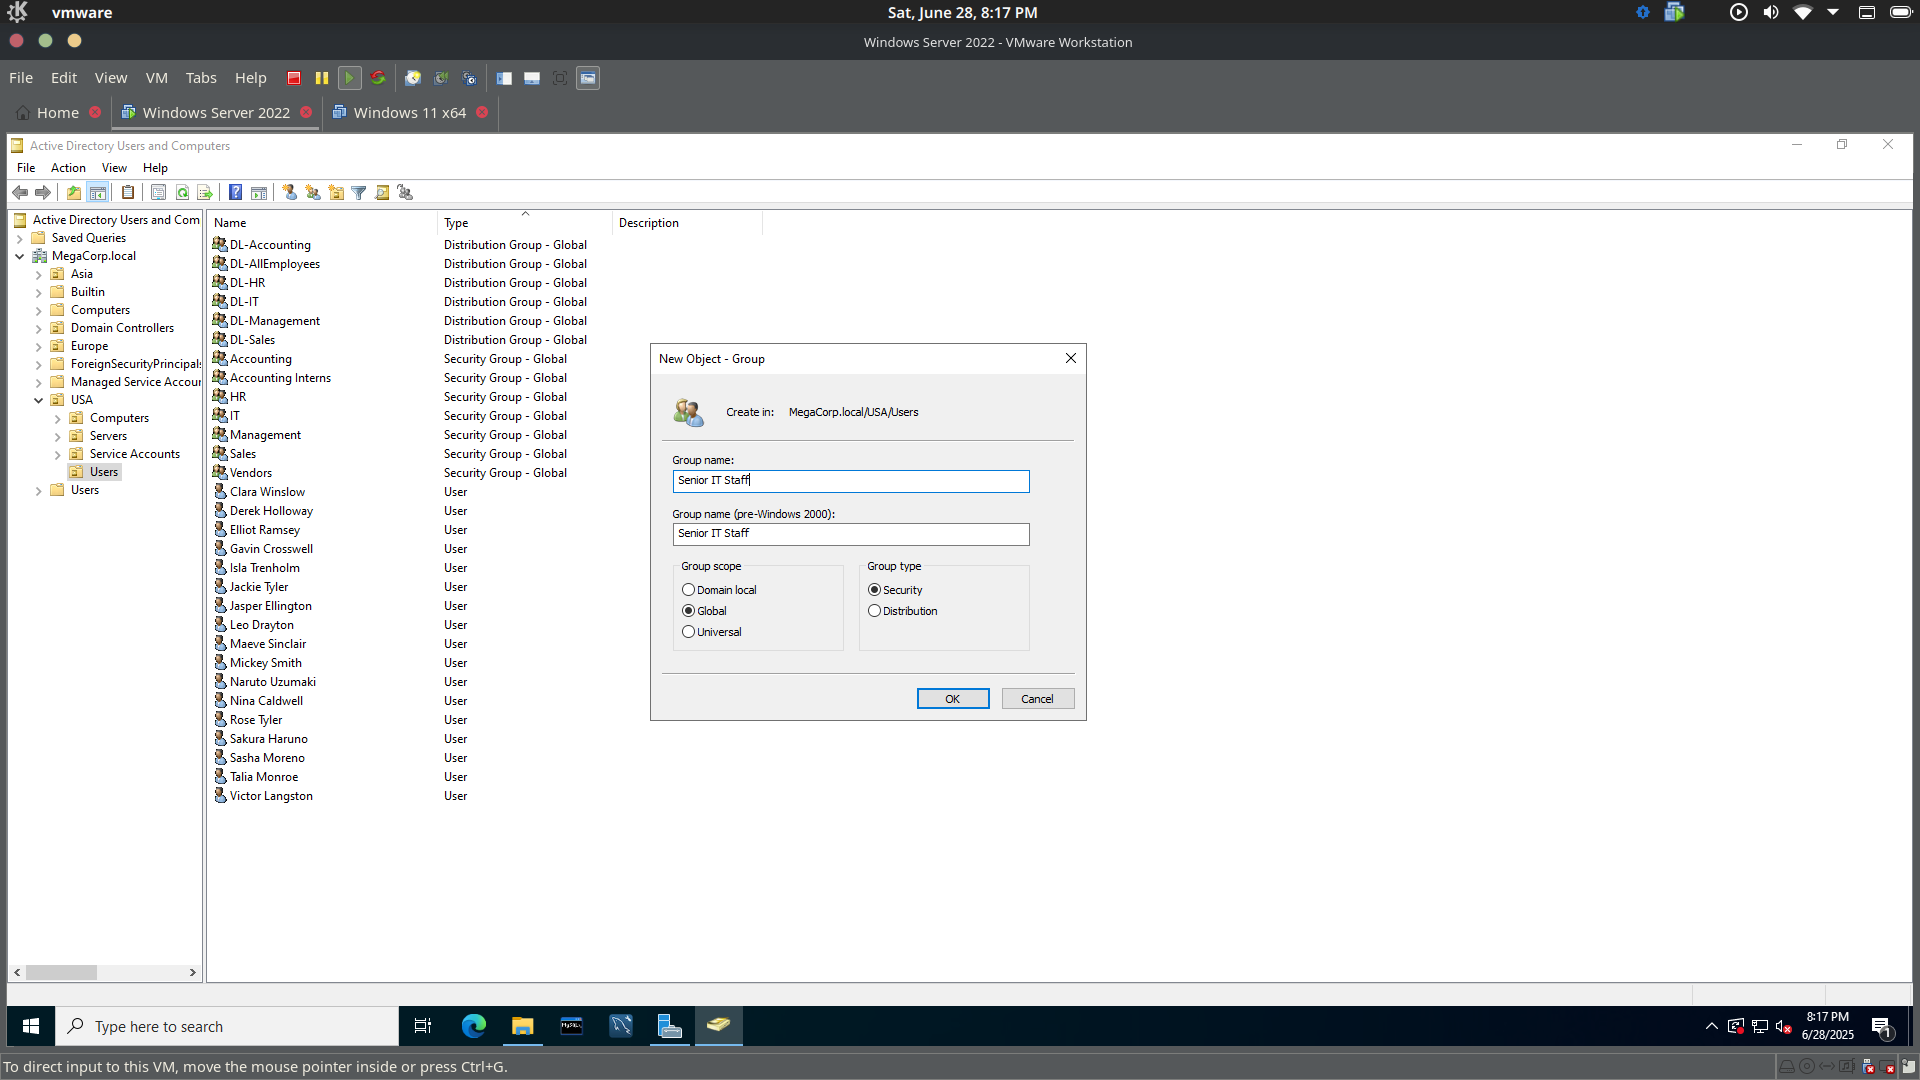 vmware
Sat, June 28, 8:17 PM
Windows Server 2022 - VMware Workstation
File Edit View VM Tabs Help
Home
Windows Server 2022
Windows 11 x64
Active Directory Users and Computers
File Action View Help
Active Directory Users and Com
Saved Queries
MegaCorp.local
Asia
Builtin
Computers
Domain Controllers
Europe
ForeignSecurityPrincipals
Managed Service Accour
USA
Computers
Servers
Service Accounts
Users
Users
Name Type Description
DL-Accounting Distribution Group - Global
DL-AllEmployees Distribution Group - Global
DL-HR Distribution Group - Global
DL-IT Distribution Group - Global
DL-Management Distribution Group - Global
DL-Sales Distribution Group - Global
Accounting Security Group - Global
Accounting Interns Security Group - Global
HR Security Group - Global
IT Security Group - Global
Management Security Group - Global
Sales Security Group - Global
Vendors Security Group - Global
Clara Winslow User
Derek Holloway User
Elliot Ramsey User
Gavin Crosswell User
Isla Trenholm User
Jackie Tyler User
Jasper Ellington User
Leo Drayton User
Maeve Sinclair User
Mickey Smith User
Naruto Uzumaki User
Nina Caldwell User
Rose Tyler User
Sakura Haruno User
Sasha Moreno User
Talia Monroe User
Victor Langston User
New Object - Group
Create in: MegaCorp.local/USA/Users
Group name:
Senior IT Staff
Group name (pre-Windows 2000):
Senior IT Staff
Group scope
Domain local
Global
Universal
Group type
Security
Distribution
OK
Cancel
Type here to search
8:17 PM
6/28/2025
1
To direct input to this VM, move the mouse pointer inside or press Ctrl+G.